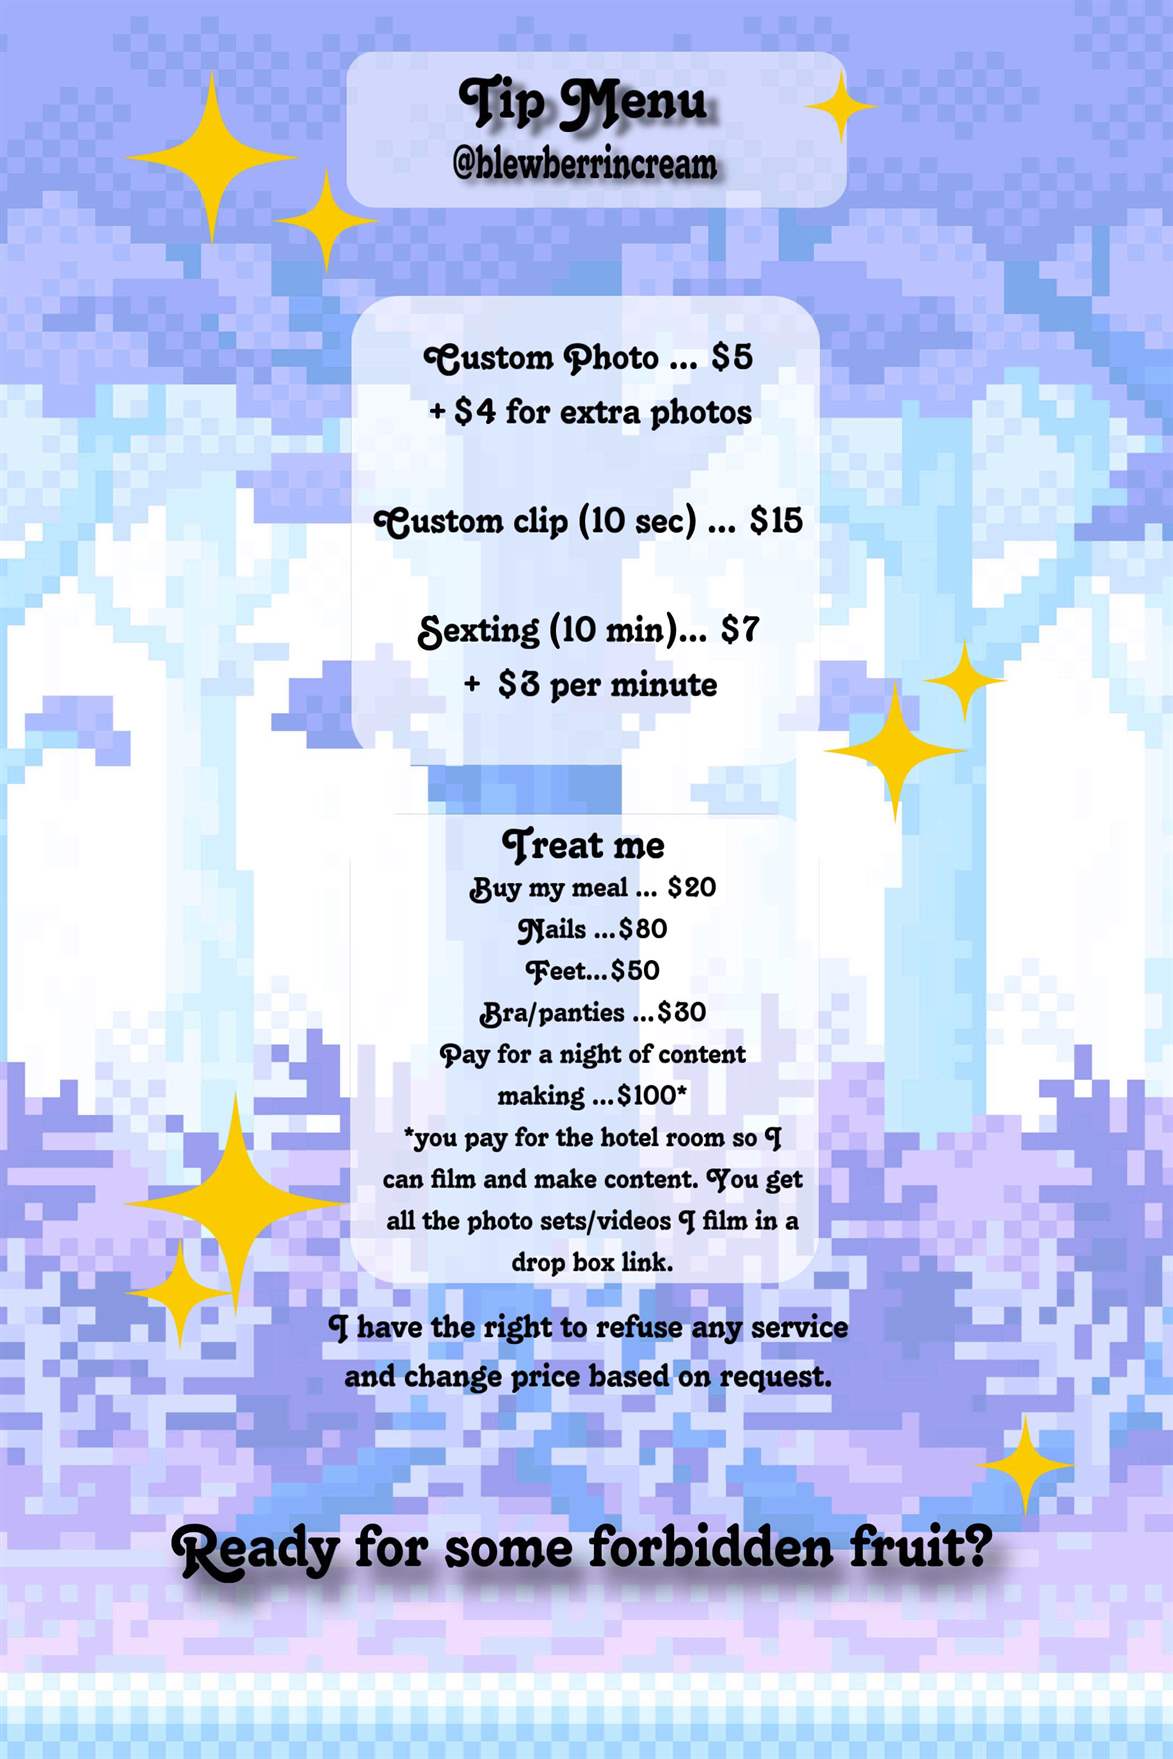 Tip Menu
@blewberrincream
Custom Photo ... $5
+ $4 for extra photos
Custom clip (10 sec) ... $15
Sexting (10 min)... $7
+ $3 per minute
Treat me
Buy my meal ... $20
Nails ...$80
Feet...$50
Bra/panties ...$30
Pay for a night of content
making ...$100*
*you pay for the hotel room so I
can film and make content. You get
all the photo sets/videos I film in a
drop box link.
I have the right to refuse any service
and change price based on request.
Ready for some forbidden fruit?